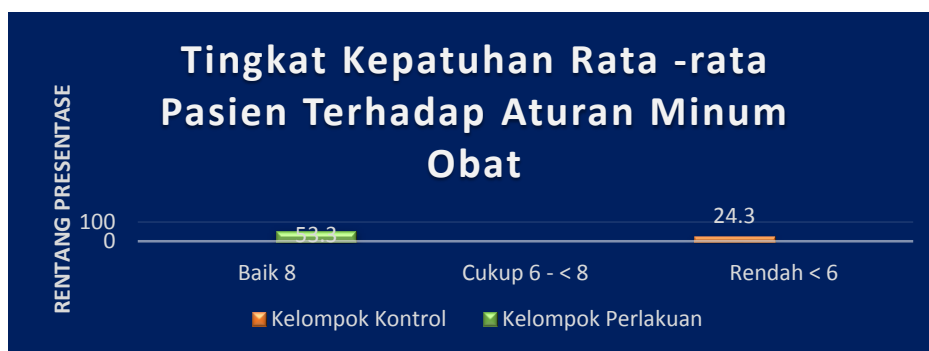 Tingkat Kepatuhan Rata -rata
Pasien Terhadap Aturan Minum
Obat
RENTANG PRESENTASE
100
0
53.3
24.3
Baik 8
Cukup 6 - < 8
Rendah < 6
Kelompok Kontrol
Kelompok Perlakuan